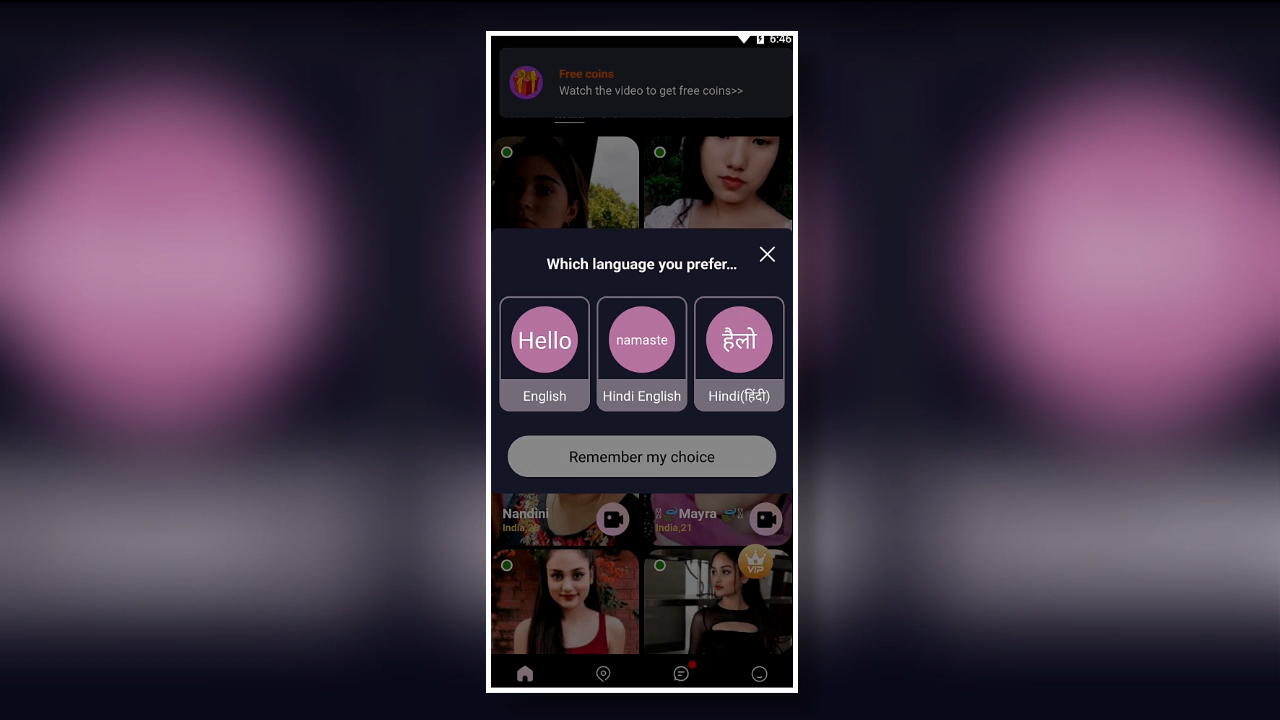 6:46
Free coins
Watch the video to get free coins>>
Which language you prefer...
Hello
namaste
हैलो
English
Hindi English
Hindi(हिंदी)
Remember my choice
Nandini
Mayra
India,21
VIP